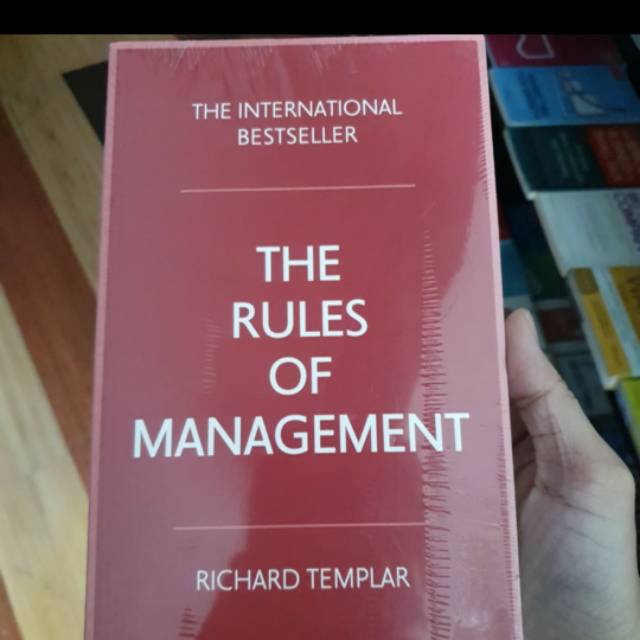 THE INTERNATIONAL
BESTSELLER
THE
RULES
OF
MANAGEMENT
RICHARD TEMPLAR